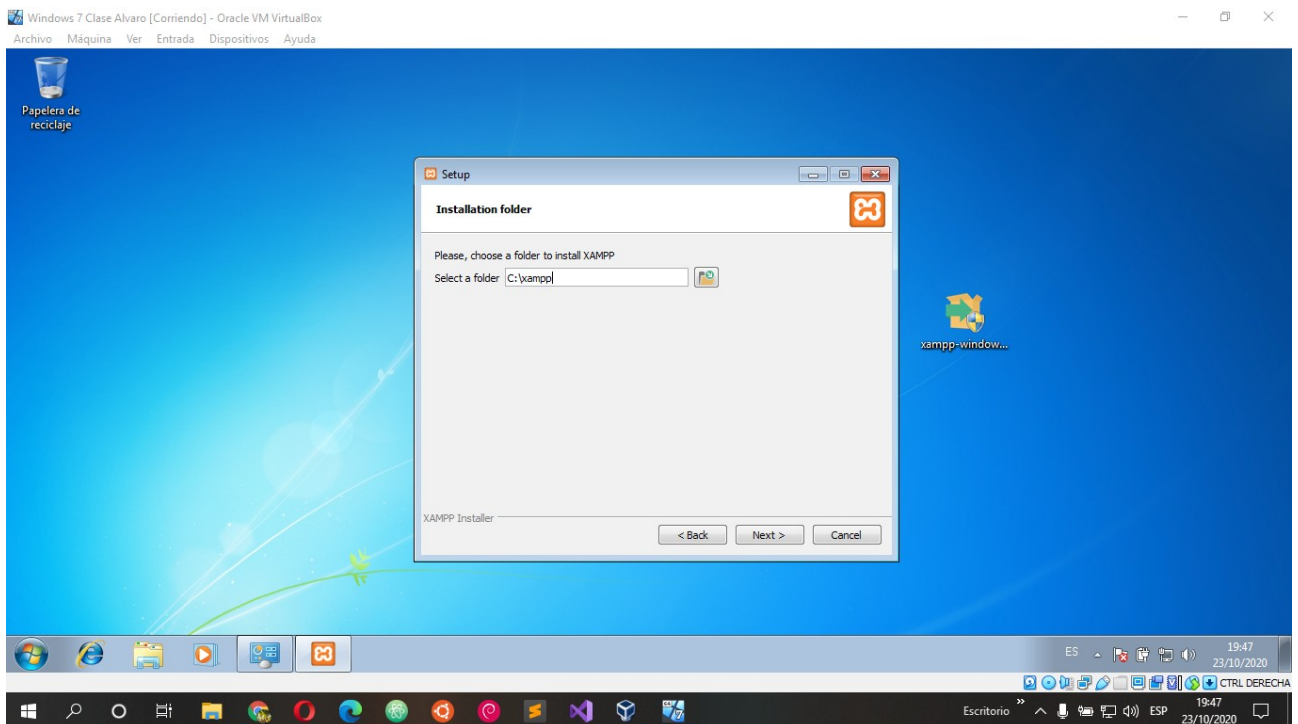 Windows 7 Clase Alvaro [Corriendo] - Oracle VM VirtualBox
Archivo Máquina Ver Entrada Dispositivos Ayuda
Papelera de
reciclaje
Setup
Installation folder
Please, choose a folder to install XAMPP
Select a folder C:\xampp
xampp-window...
XAMPP Installer
< Back Next > Cancel
ES 19:47
23/10/2020
CTRL DERECHA
Escritorio » ESP 19:47
23/10/2020